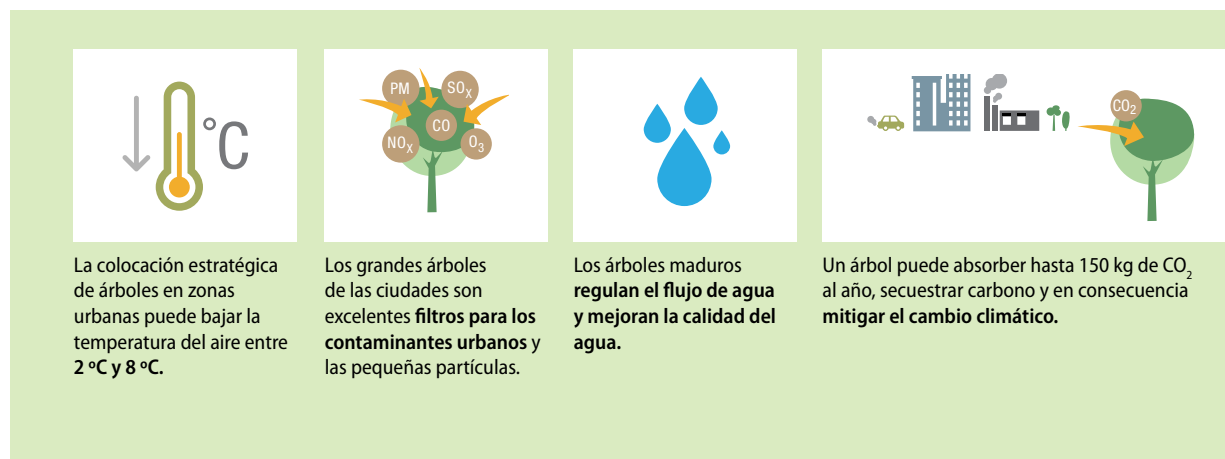 °C
PM
SOX
CO
NOX
O3
CO2
La colocación estratégica
de árboles en zonas
urbanas puede bajar la
temperatura del aire entre
2 ºC y 8 ºC.
Los grandes árboles
de las ciudades son
excelentes filtros para los
contaminantes urbanos y
las pequeñas partículas.
Los árboles maduros
regulan el flujo de agua
y mejoran la calidad del
agua.
Un árbol puede absorber hasta 150 kg de CO2
al año, secuestrar carbono y en consecuencia
mitigar el cambio climático.